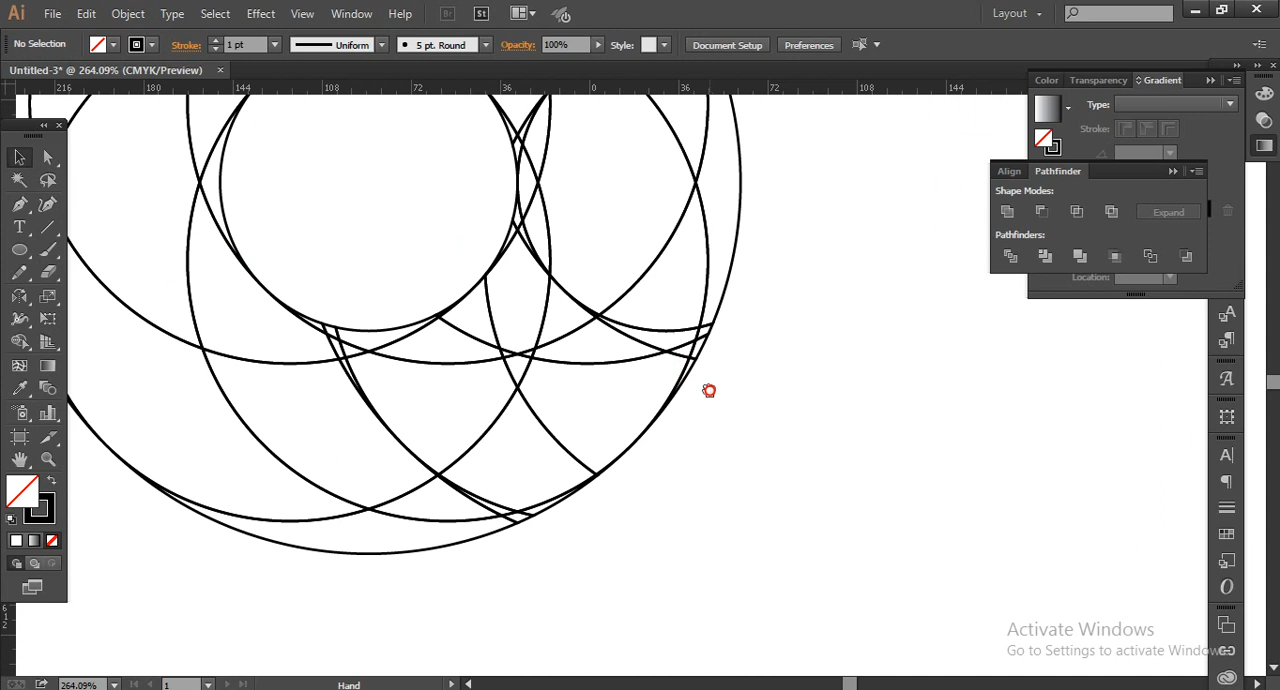 Ai File Edit Object Type Select Effect View Window Help Br St Layout
No Selection Stroke: 1 pt Uniform 5 pt. Round Opacity: 100% Style: Document Setup Preferences
Untitled-3* @ 264.09% (CMYK/Preview)
216 180 144 108 72 36 0 36 72 108 144
Color Transparency Gradient
Type:
Stroke:
Align Pathfinder
Shape Modes:
Expand
Pathfinders:
Location:
Activate Windows
Go to Settings to activate Windows.
264.09% 1 Hand